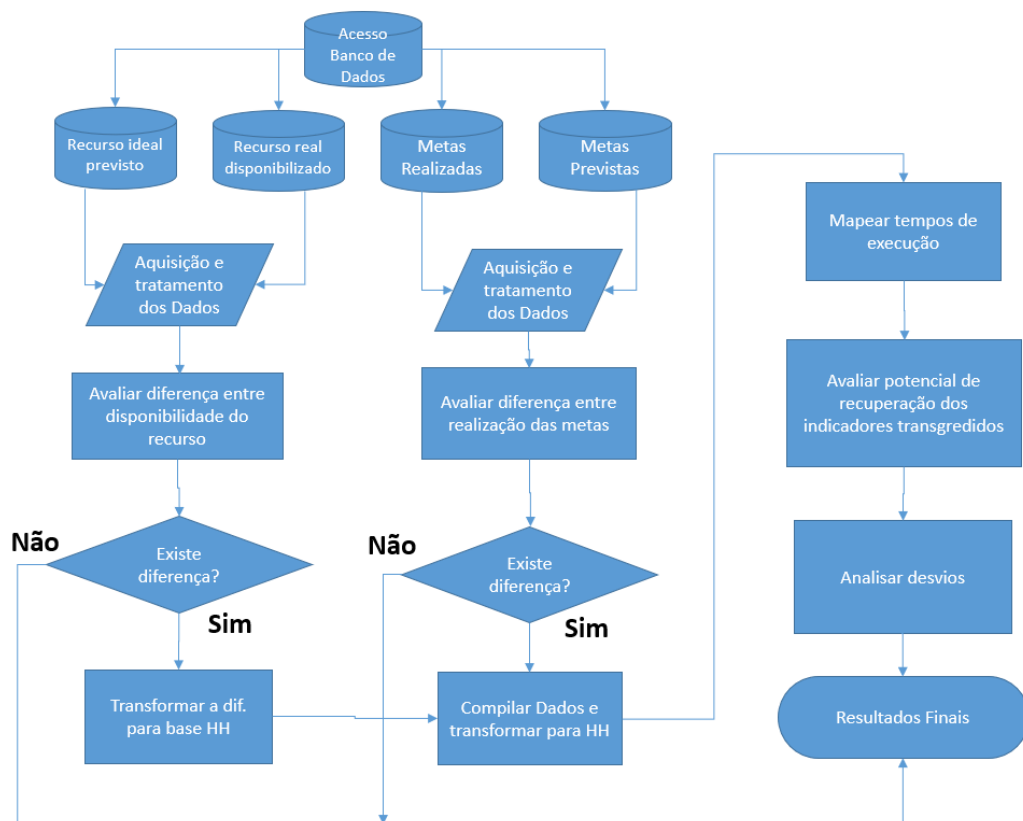 Acesso
Banco de
Dados
Recurso ideal
previsto
Recurso real
disponibilizado
Metas
Realizadas
Metas
Previstas
Aquisição e
tratamento
dos Dados
Aquisição e
tratamento
dos Dados
Mapear tempos de
execução
Avaliar diferença entre
disponibilidade do
recurso
Avaliar diferença entre
realização das metas
Avaliar potencial de
recuperação dos
indicadores transgredidos
Não
Existe
diferença?
Sim
Não
Existe
diferença?
Sim
Analisar desvios
Transformar a dif.
para base HH
Compilar Dados e
transformar para HH
Resultados Finais